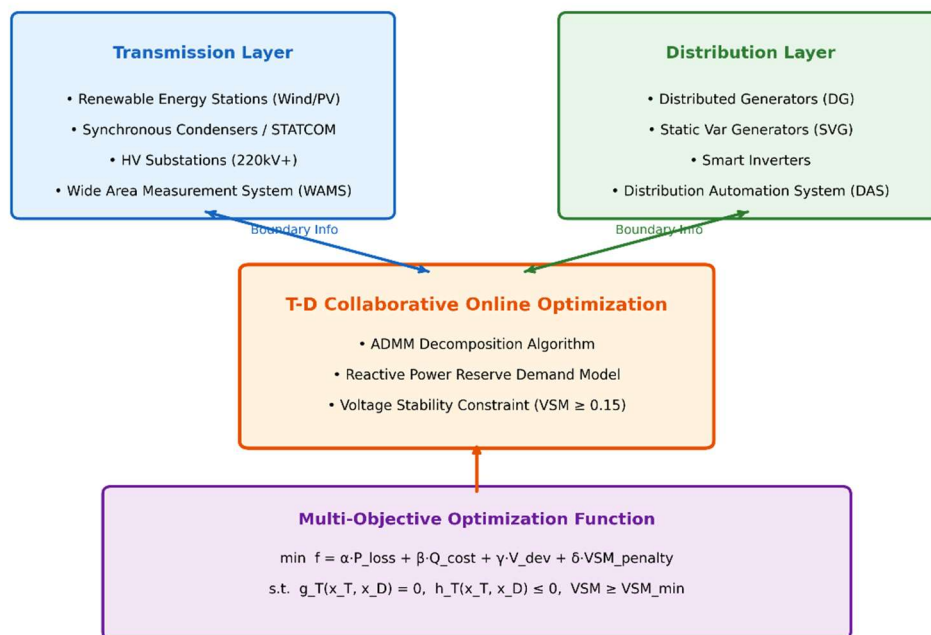 Transmission Layer
• Renewable Energy Stations (Wind/PV)
• Synchronous Condensers / STATCOM
• HV Substations (220kV+)
• Wide Area Measurement System (WAMS)
Distribution Layer
• Distributed Generators (DG)
• Static Var Generators (SVG)
• Smart Inverters
• Distribution Automation System (DAS)
Boundary Info
Boundary Info
T-D Collaborative Online Optimization
• ADMM Decomposition Algorithm
• Reactive Power Reserve Demand Model
• Voltage Stability Constraint (VSM ≥ 0.15)
Multi-Objective Optimization Function
min f = α·P_loss + β·Q_cost + γ·V_dev + δ·VSM_penalty
s.t. g_T(x_T, x_D) = 0, h_T(x_T, x_D) ≤ 0, VSM ≥ VSM_min